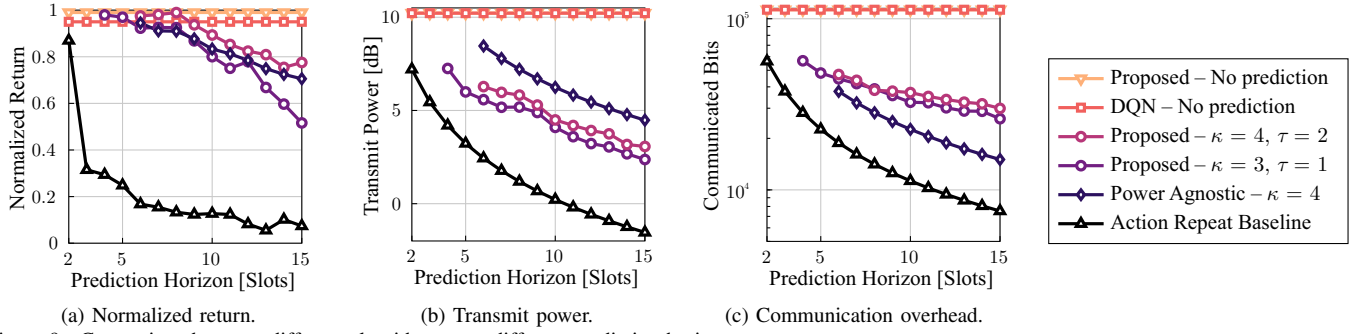 1
0.8
0.6
0.4
0.2
0
2
5
10
15
Normalized Return
Prediction Horizon [Slots]
(a) Normalized return.
10
5
0
2
5
10
15
Transmit Power [dB]
Prediction Horizon [Slots]
(b) Transmit power.
10^5
10^4
2
5
10
15
Communicated Bits
Prediction Horizon [Slots]
(c) Communication overhead.
Proposed – No prediction
DQN – No prediction
Proposed – κ = 4, τ = 2
Proposed – κ = 3, τ = 1
Power Agnostic – κ = 4
Action Repeat Baseline